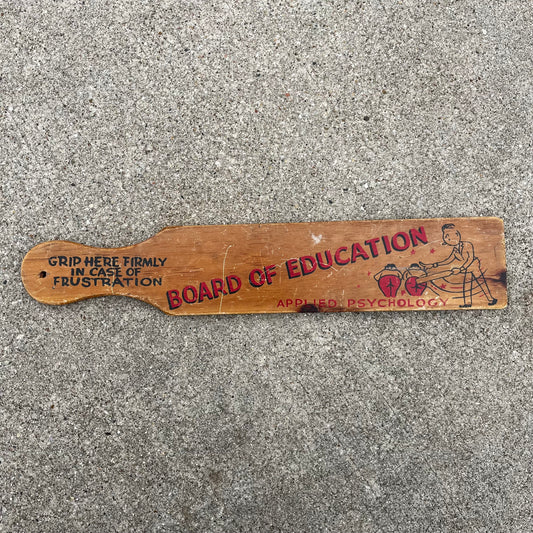 GRIP HERE FIRMLY
IN CASE OF
FRUSTRATION
BOARD OF EDUCATION
APPLIED PSYCHOLOGY